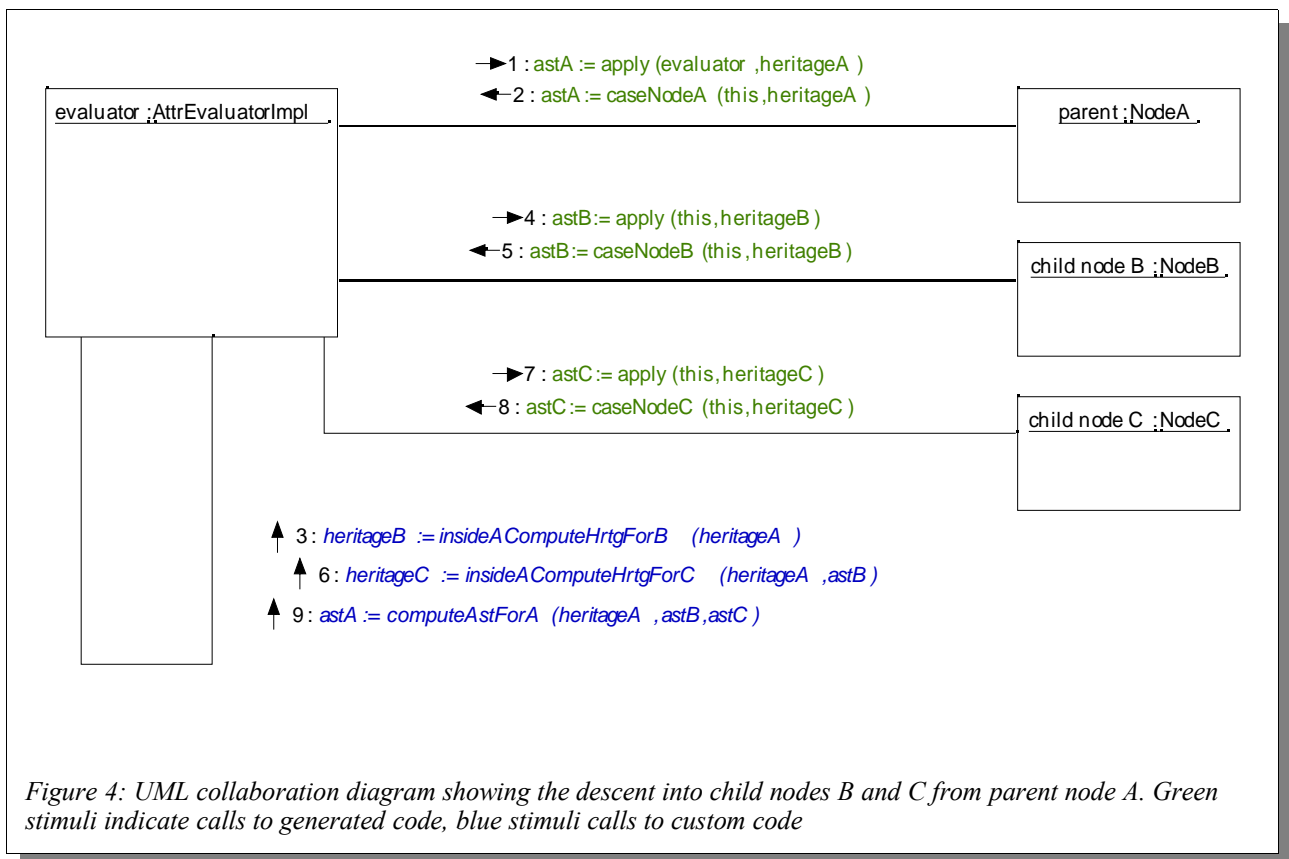 1 : astA := apply (evaluator ,heritageA )
2 : astA := caseNodeA (this,heritageA )
evaluator :AttrEvaluatorImpl
parent :NodeA
4 : astB:= apply (this,heritageB )
5 : astB:= caseNodeB (this,heritageB )
child node B :NodeB
7 : astC:= apply (this,heritageC )
8 : astC:= caseNodeC (this,heritageC )
child node C :NodeC
3 : heritageB := insideAComputeHrtgForB (heritageA )
6 : heritageC := insideAComputeHrtgForC (heritageA ,astB )
9 : astA := computeAstForA (heritageA ,astB,astC )
Figure 4: UML collaboration diagram showing the descent into child nodes B and C from parent node A. Green
stimuli indicate calls to generated code, blue stimuli calls to custom code